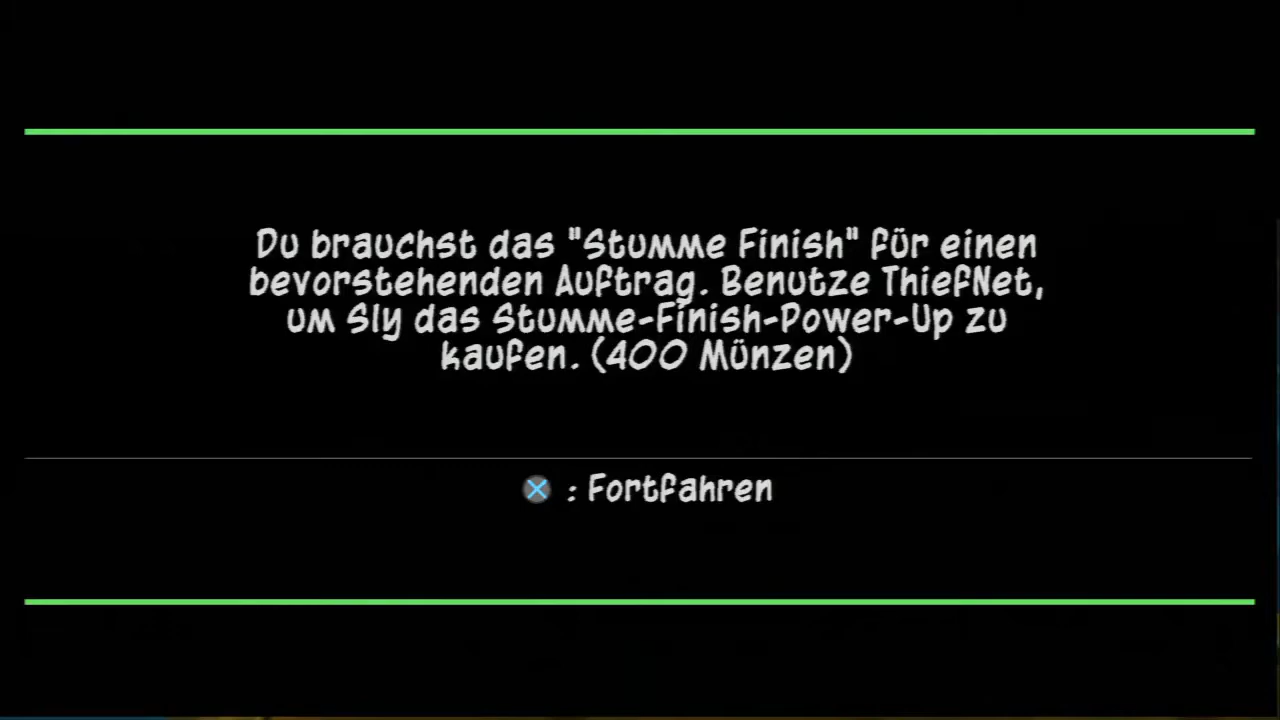 Du brauchst das "Stumme Finish" für einen
bevorstehenden Auftrag. Benutze ThiefNet,
um Sly das Stumme-Finish-Power-Up zu
kaufen. (400 Münzen)
: Fortfahren